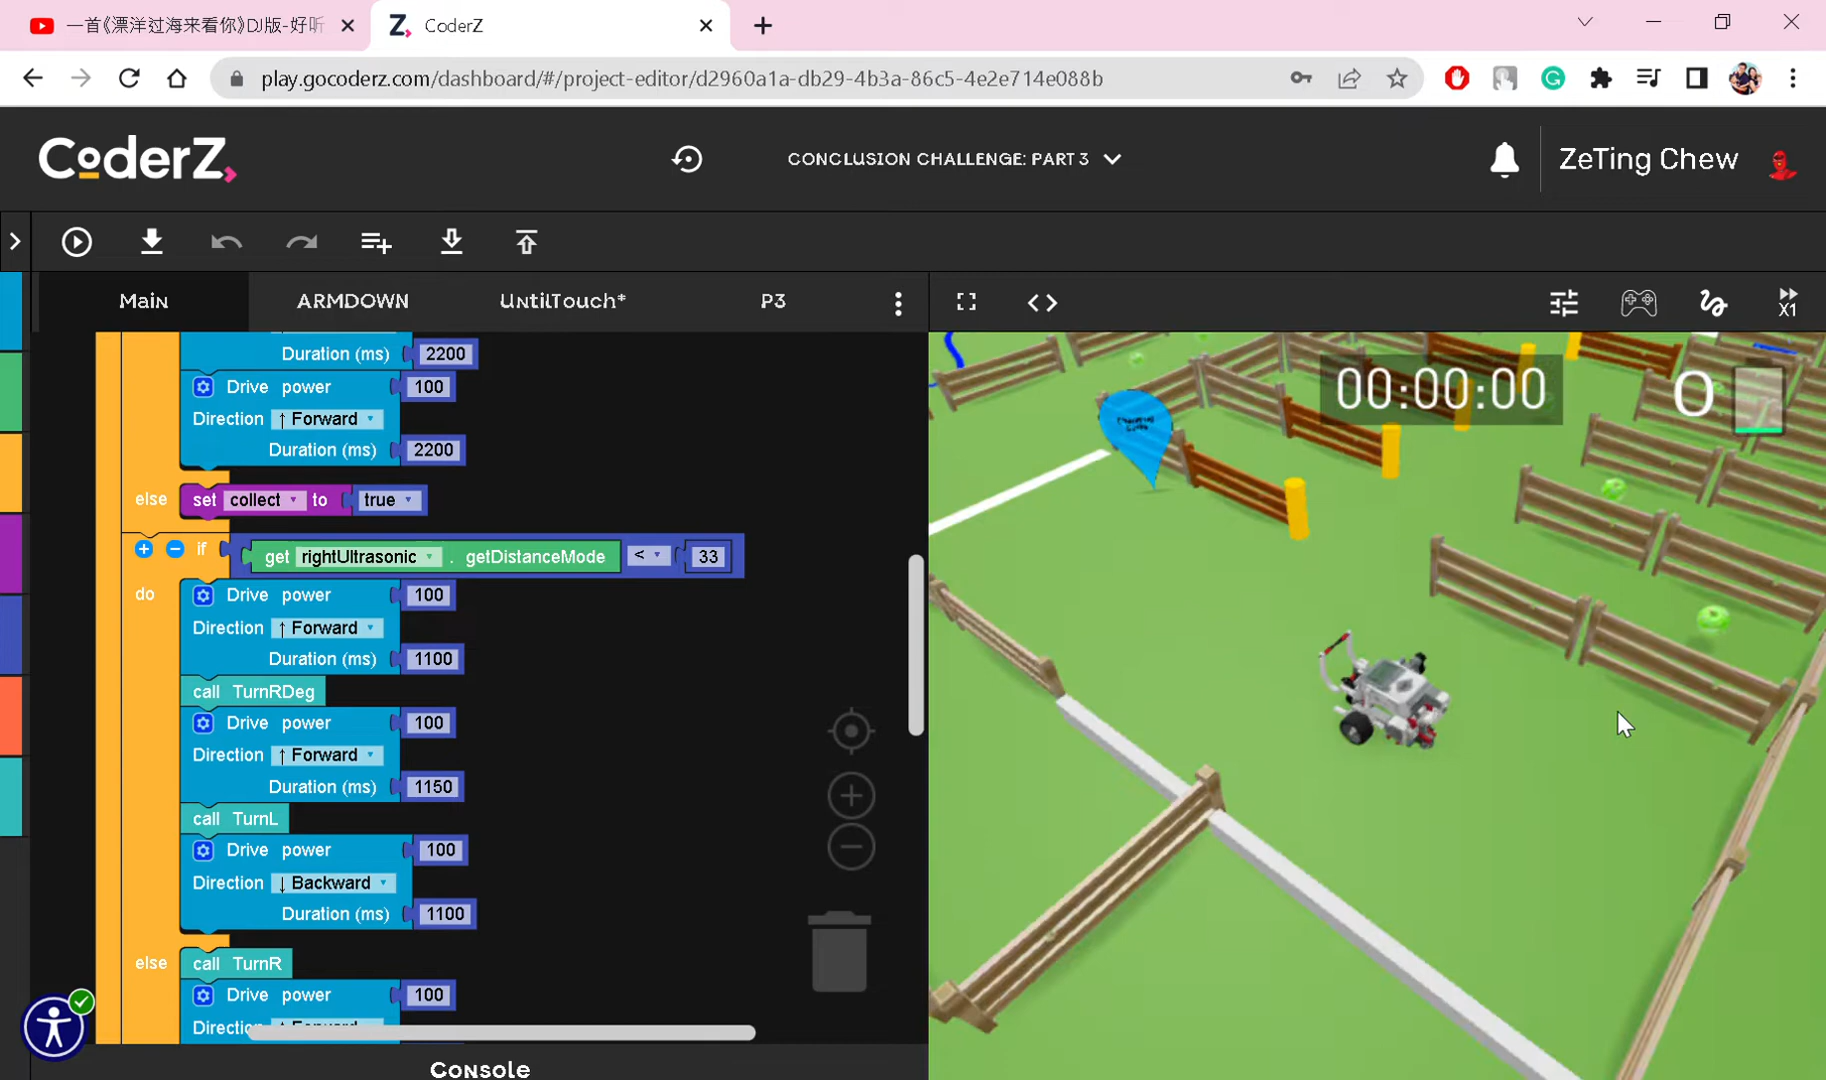 一首《漂洋过海来看你》DJ版-好听
CoderZ
play.gocoderz.com/dashboard/#/project-editor/d2960a1a-db29-4b3a-86c5-4e2e714e088b
CoderZ
CONCLUSION CHALLENGE: PART 3
ZeTing Chew
Main
ARMDOWN
UntilTouch*
P3
X1
Duration (ms) 2200
Drive power 100
Direction ↑ Forward
Duration (ms) 2200
else set collect to true
if get rightUltrasonic . getDistanceMode < 33
do Drive power 100
Direction ↑ Forward
Duration (ms) 1100
call TurnRDeg
Drive power 100
Direction ↑ Forward
Duration (ms) 1150
call TurnL
Drive power 100
Direction ↓ Backward
Duration (ms) 1100
else call TurnR
Drive power 100
Direction ↑ Forward
Console
00:00:00
0